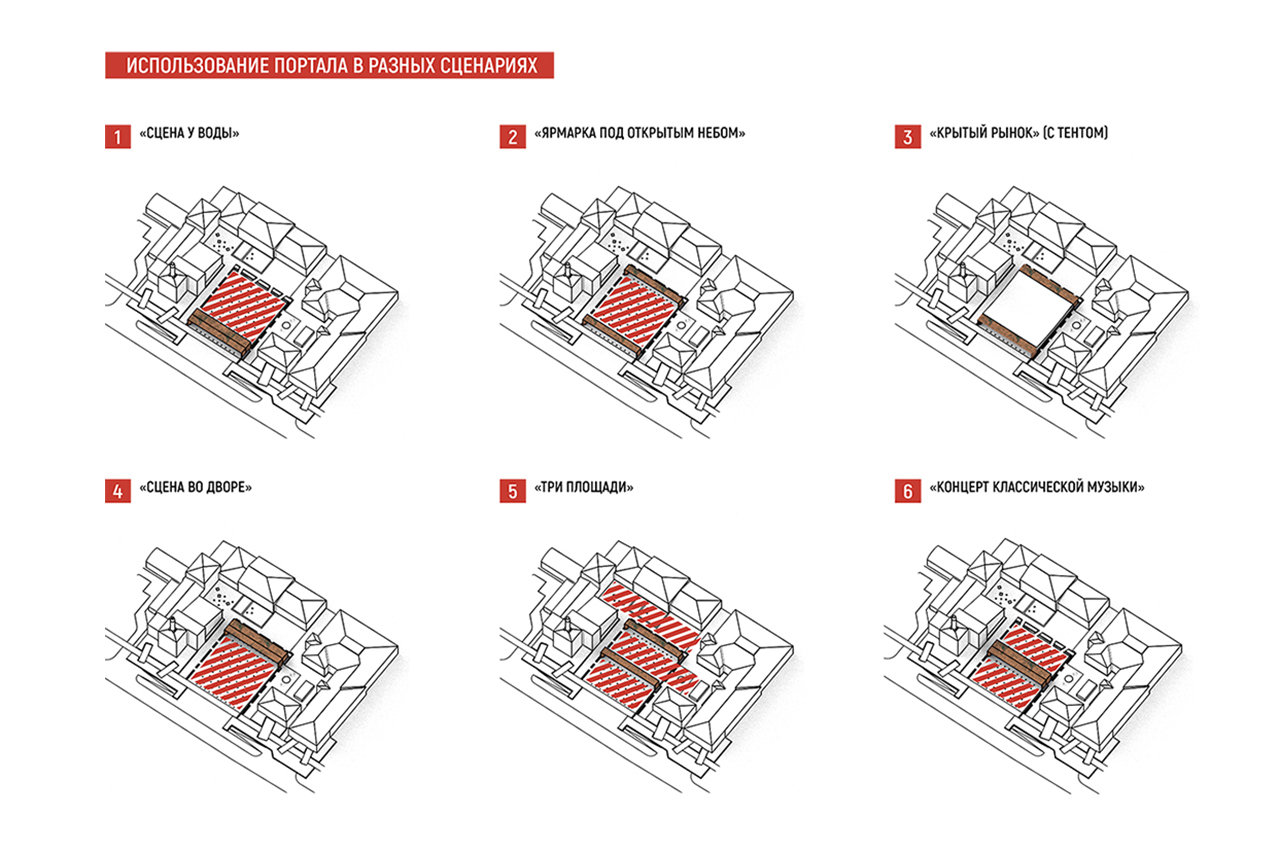 ИСПОЛЬЗОВАНИЕ ПОРТАЛА В РАЗНЫХ СЦЕНАРИЯХ
1 «СЦЕНА У ВОДЫ»
2 «ЯРМАРКА ПОД ОТКРЫТЫМ НЕБОМ»
3 «КРЫТЫЙ РЫНОК» (С ТЕНТОМ)
4 «СЦЕНА ВО ДВОРЕ»
5 «ТРИ ПЛОЩАДИ»
6 «КОНЦЕРТ КЛАССИЧЕСКОЙ МУЗЫКИ»